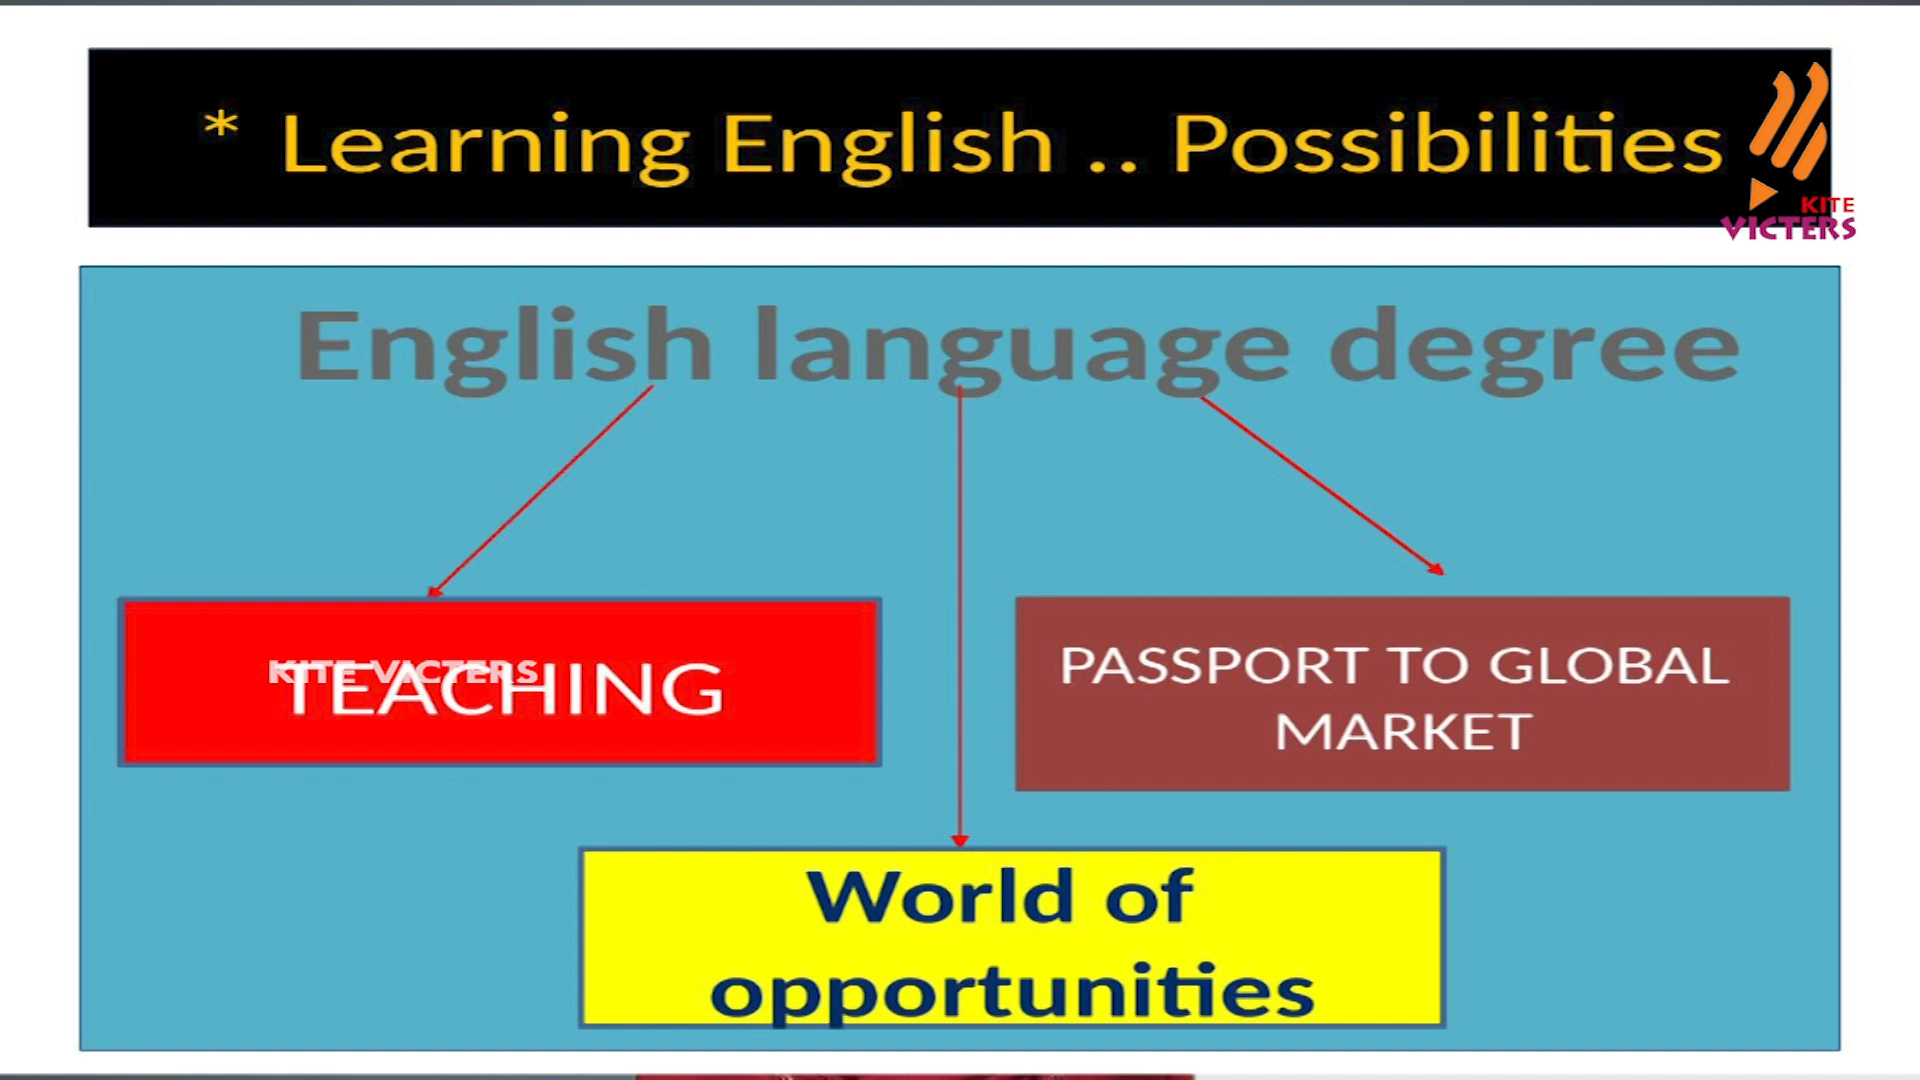 * Learning English .. Possibilities
KITE
VICTERS
English language degree
KITE VICTERS
TEACHING
PASSPORT TO GLOBAL
MARKET
World of
opportunities